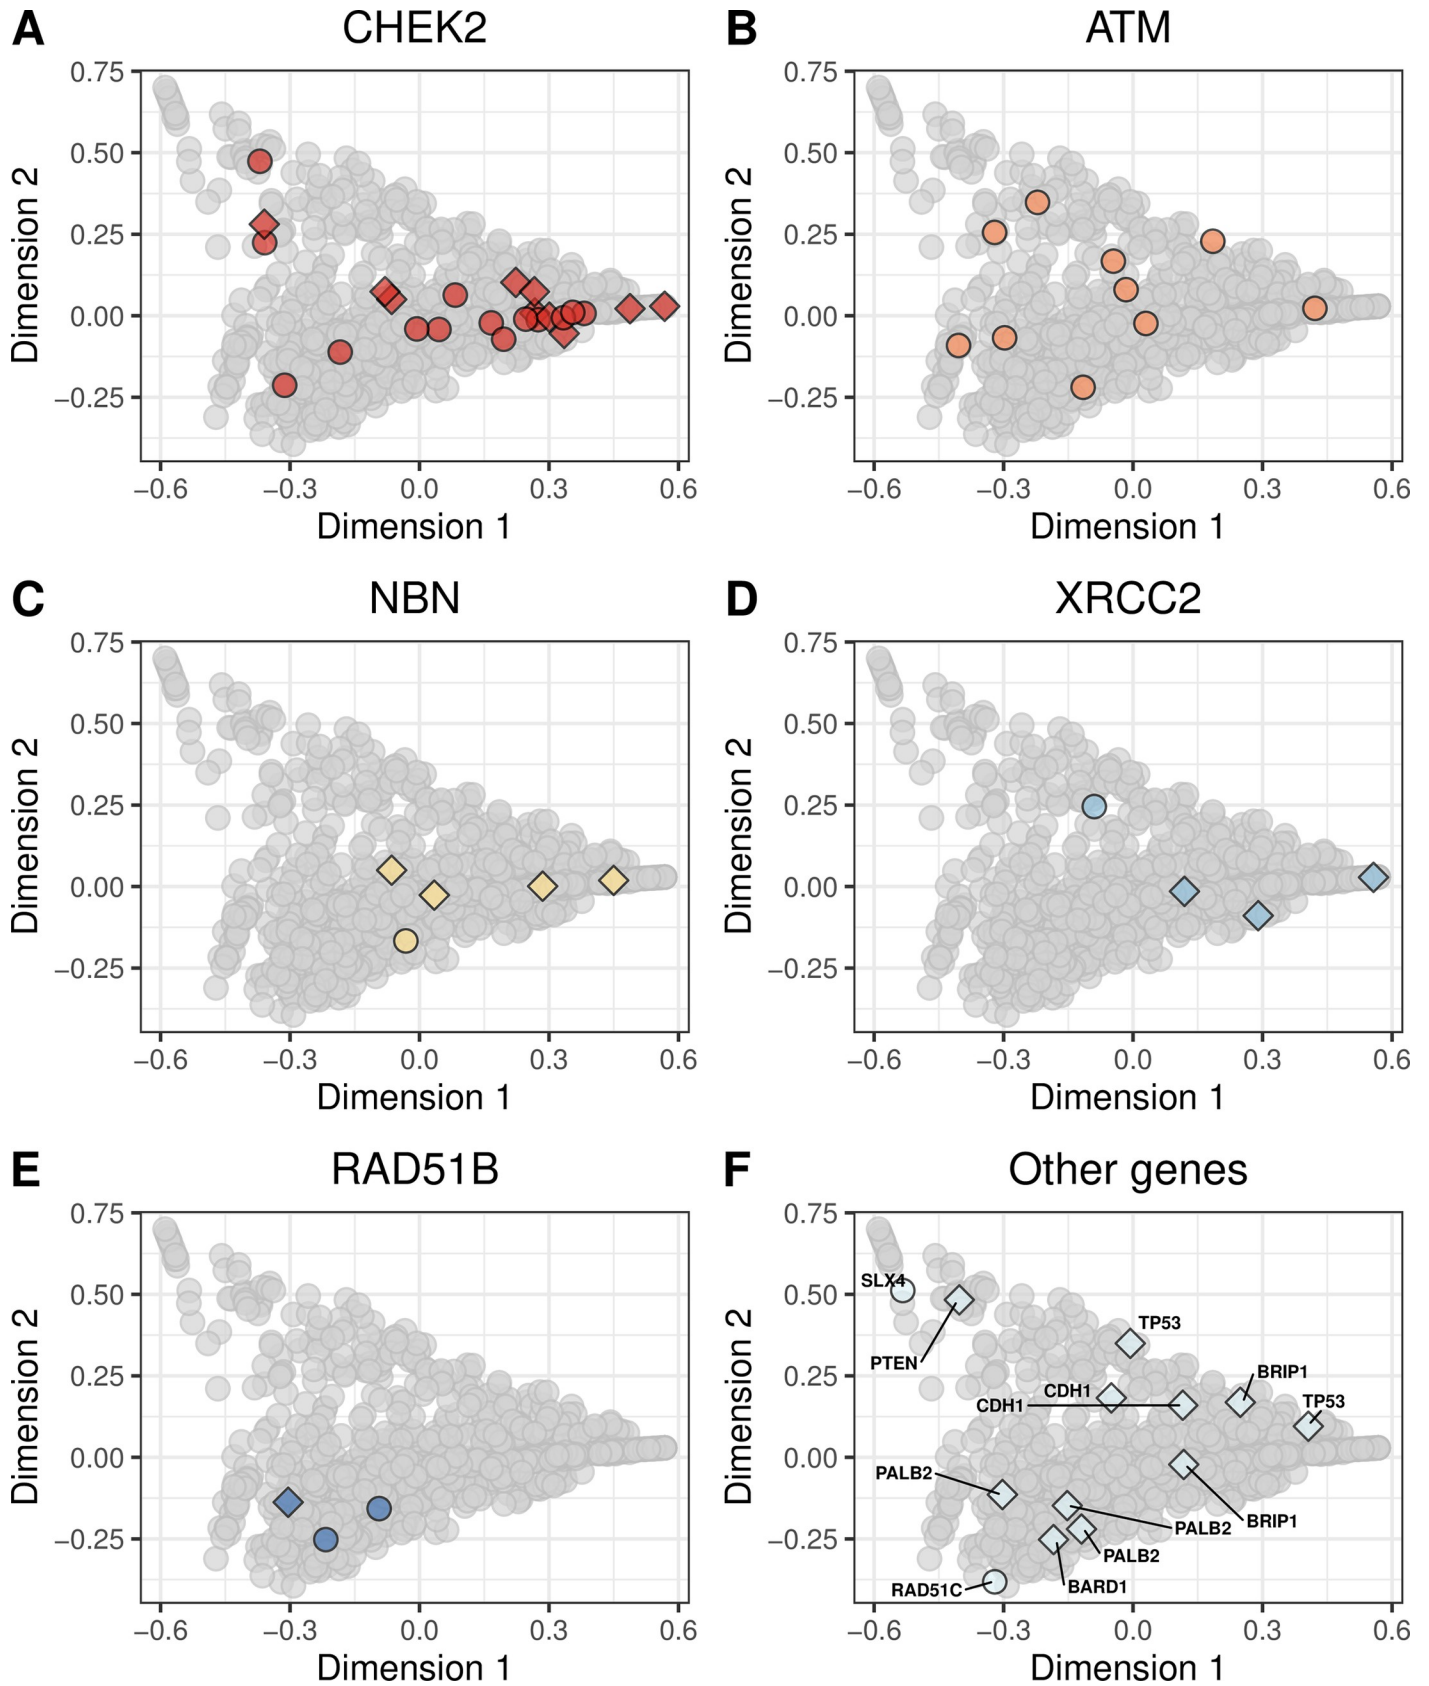 A
CHEK2
0.75
0.50
0.25
0.00
−0.25
−0.6
−0.3
0.0
0.3
0.6
Dimension 1
Dimension 2
B
ATM
0.75
0.50
0.25
0.00
−0.25
−0.6
−0.3
0.0
0.3
0.6
Dimension 1
Dimension 2
C
NBN
0.75
0.50
0.25
0.00
−0.25
−0.6
−0.3
0.0
0.3
0.6
Dimension 1
Dimension 2
D
XRCC2
0.75
0.50
0.25
0.00
−0.25
−0.6
−0.3
0.0
0.3
0.6
Dimension 1
Dimension 2
E
RAD51B
0.75
0.50
0.25
0.00
−0.25
−0.6
−0.3
0.0
0.3
0.6
Dimension 1
Dimension 2
F
Other genes
0.75
0.50
0.25
0.00
−0.25
SLX4
PTEN
TP53
BRIP1
CDH1
CDH1
TP53
PALB2
BRIP1
PALB2
PALB2
BARD1
RAD51C
−0.6
−0.3
0.0
0.3
0.6
Dimension 1
Dimension 2